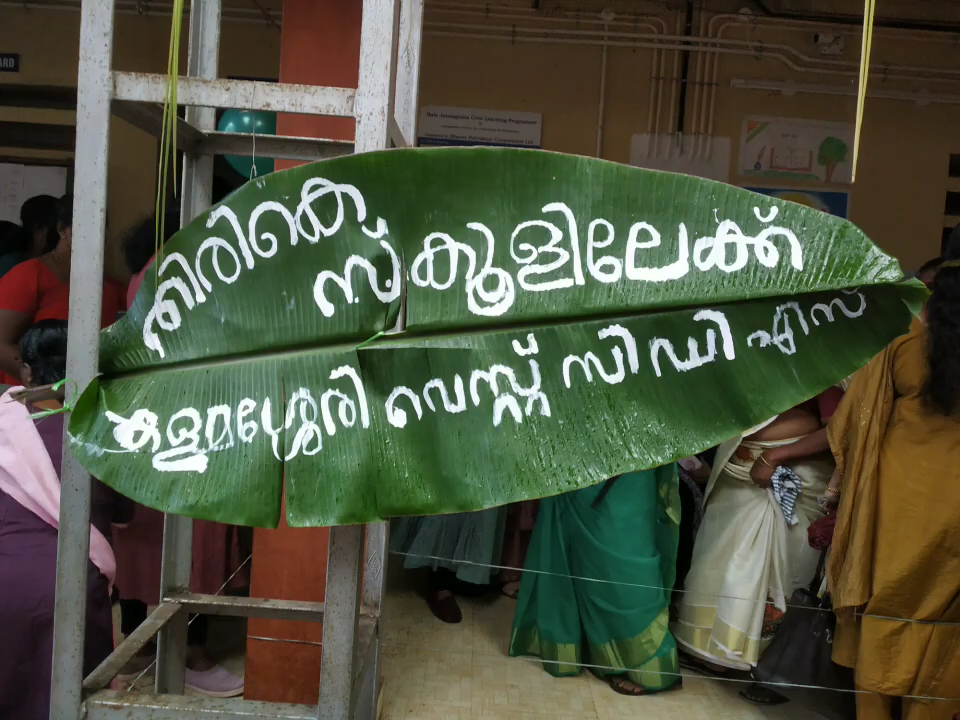 തിരികെ
സ്കൂളിലേക്ക്
കളമശ്ശേരി വെസ്റ്റ് സി ഡി എസ്